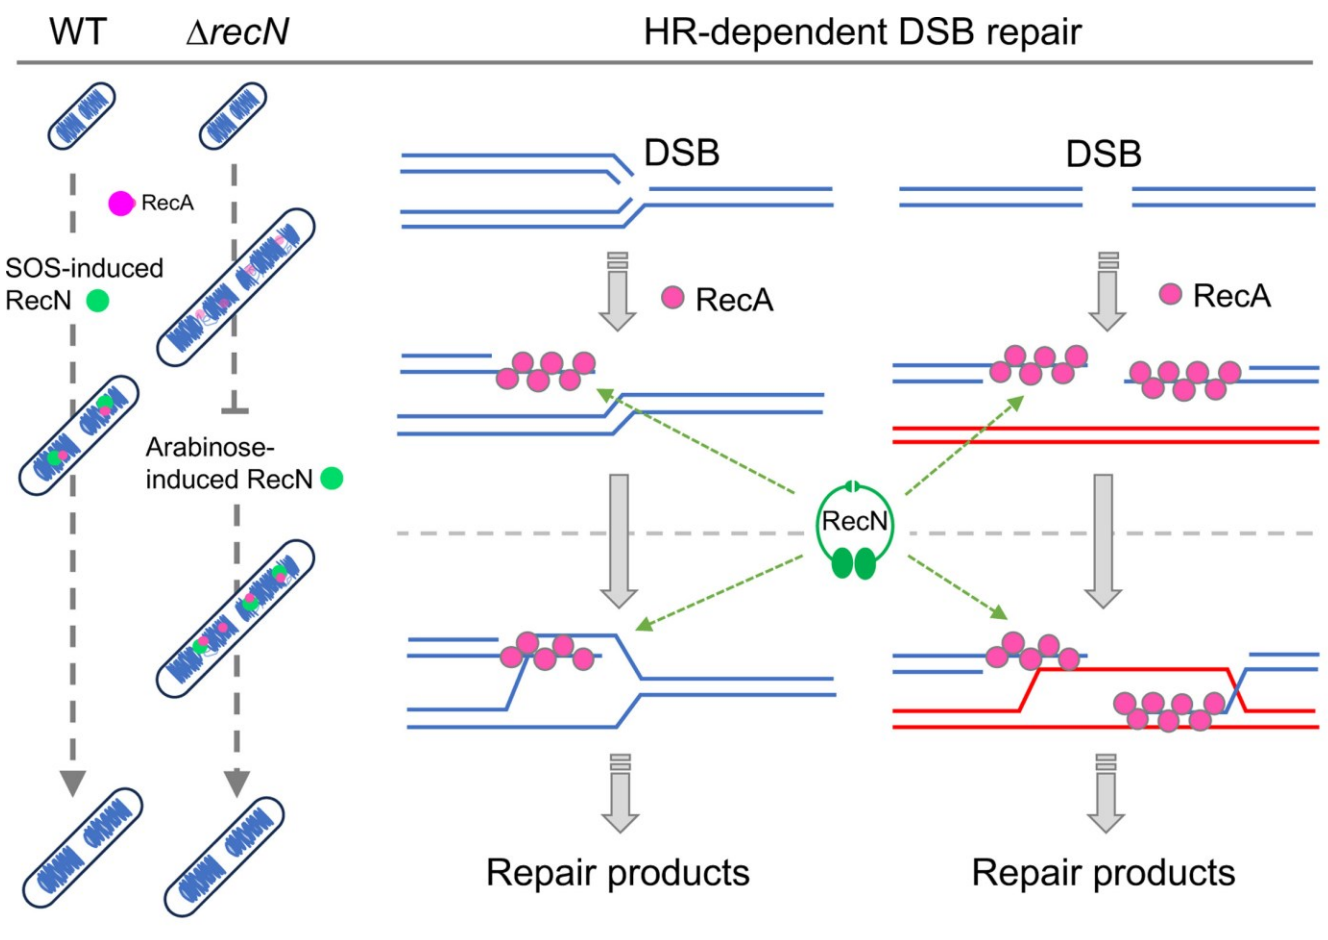 WT
ΔrecN
HR-dependent DSB repair
DSB
DSB
RecA
SOS-induced
RecN
RecA
RecA
Arabinose-
induced RecN
RecN
Repair products
Repair products